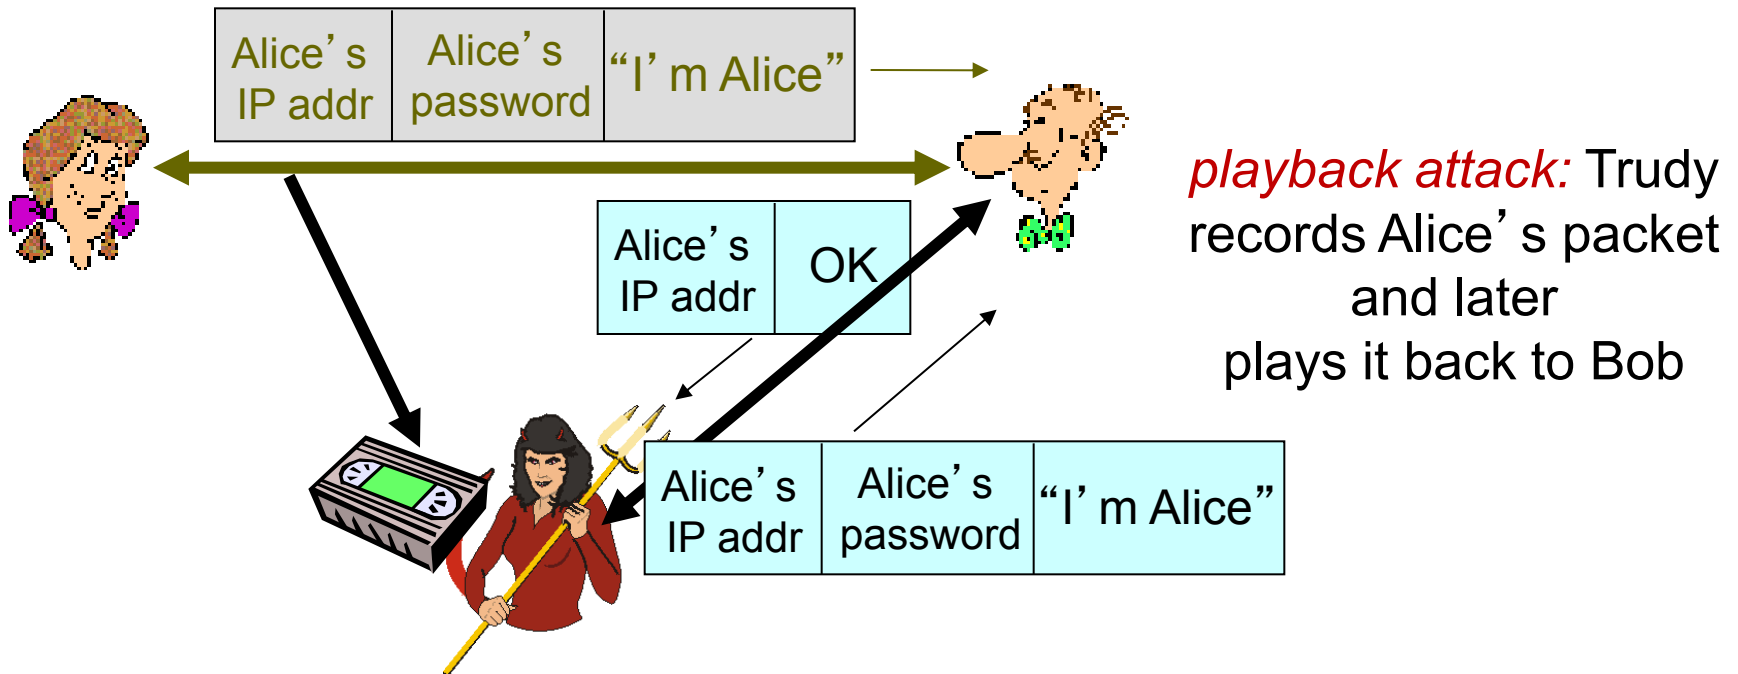 Alice’s
IP addr
Alice’s
password
“I’m Alice”
Alice’s
IP addr
OK
Alice’s
IP addr
Alice’s
password
“I’m Alice”
playback attack: Trudy
records Alice’s packet
and later
plays it back to Bob